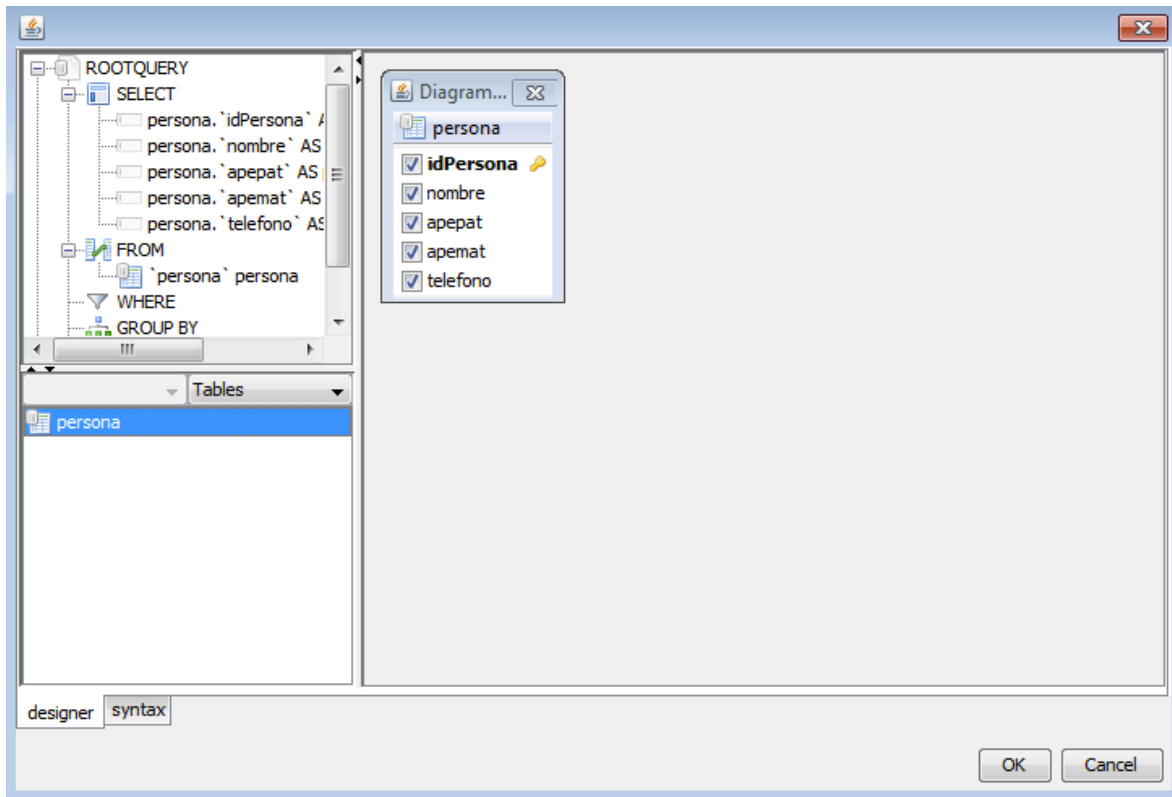 ROOTQUERY
SELECT
persona.`idPersona` A
persona.`nombre` AS
persona.`apepat` AS
persona.`apemat` AS
persona.`telefono` AS
FROM
`persona` persona
WHERE
GROUP BY
Tables
persona
designer syntax
Diagram...
persona
idPersona
nombre
apepat
apemat
telefono
OK Cancel